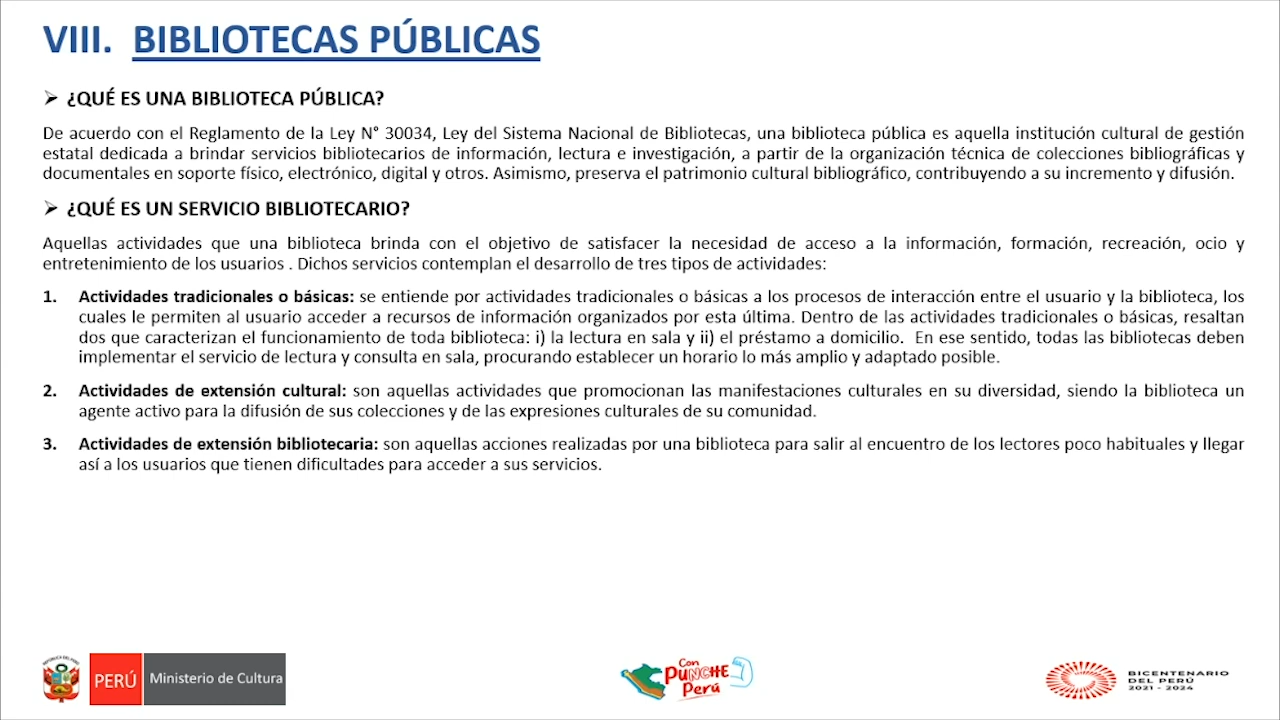 VIII. BIBLIOTECAS PÚBLICAS
➢ ¿QUÉ ES UNA BIBLIOTECA PÚBLICA?
De acuerdo con el Reglamento de la Ley N° 30034, Ley del Sistema Nacional de Bibliotecas, una biblioteca pública es aquella institución cultural de gestión
estatal dedicada a brindar servicios bibliotecarios de información, lectura e investigación, a partir de la organización técnica de colecciones bibliográficas y
documentales en soporte físico, electrónico, digital y otros. Asimismo, preserva el patrimonio cultural bibliográfico, contribuyendo a su incremento y difusión.
➢ ¿QUÉ ES UN SERVICIO BIBLIOTECARIO?
Aquellas actividades que una biblioteca brinda con el objetivo de satisfacer la necesidad de acceso a la información, formación, recreación, ocio y
entretenimiento de los usuarios . Dichos servicios contemplan el desarrollo de tres tipos de actividades:
1. Actividades tradicionales o básicas: se entiende por actividades tradicionales o básicas a los procesos de interacción entre el usuario y la biblioteca, los
cuales le permiten al usuario acceder a recursos de información organizados por esta última. Dentro de las actividades tradicionales o básicas, resaltan
dos que caracterizan el funcionamiento de toda biblioteca: i) la lectura en sala y ii) el préstamo a domicilio.  En ese sentido, todas las bibliotecas deben
implementar el servicio de lectura y consulta en sala, procurando establecer un horario lo más amplio y adaptado posible.
2. Actividades de extensión cultural: son aquellas actividades que promocionan las manifestaciones culturales en su diversidad, siendo la biblioteca un
agente activo para la difusión de sus colecciones y de las expresiones culturales de su comunidad.
3. Actividades de extensión bibliotecaria: son aquellas acciones realizadas por una biblioteca para salir al encuentro de los lectores poco habituales y llegar
así a los usuarios que tienen dificultades para acceder a sus servicios.
REPÚBLICA DEL PERÚ
PERÚ Ministerio de Cultura
Con
PUNCHE
Perú
BICENTENARIO
DEL PERÚ
2021 - 2024